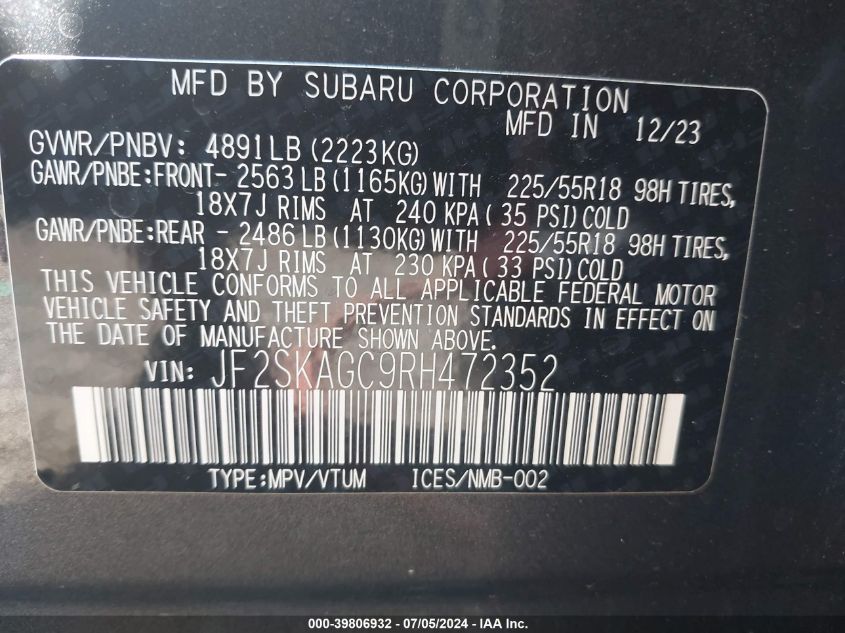 MFD BY SUBARU CORPORATION
MFD IN 12/23
GVWR/PNBV: 4891LB (2223KG)
GAWR/PNBE:FRONT- 2563 LB (1165KG) WITH 225/55R18 98H TIRES,
18X7J RIMS AT 240 KPA ( 35 PSI) COLD
GAWR/PNBE:REAR - 2486 LB (1130KG) WITH 225/55R18 98H TIRES,
18X7J RIMS AT 230 KPA ( 33 PSI) COLD
THIS VEHICLE CONFORMS TO ALL APPLICABLE FEDERAL MOTOR
VEHICLE SAFETY AND THEFT PREVENTION STANDARDS IN EFFECT ON
THE DATE OF MANUFACTURE SHOWN ABOVE.
VIN: JF2SKAGC9RH472352
TYPE:MPV/VTUM ICES/NMB-002
000-39806932 - 07/05/2024 - IAA Inc.